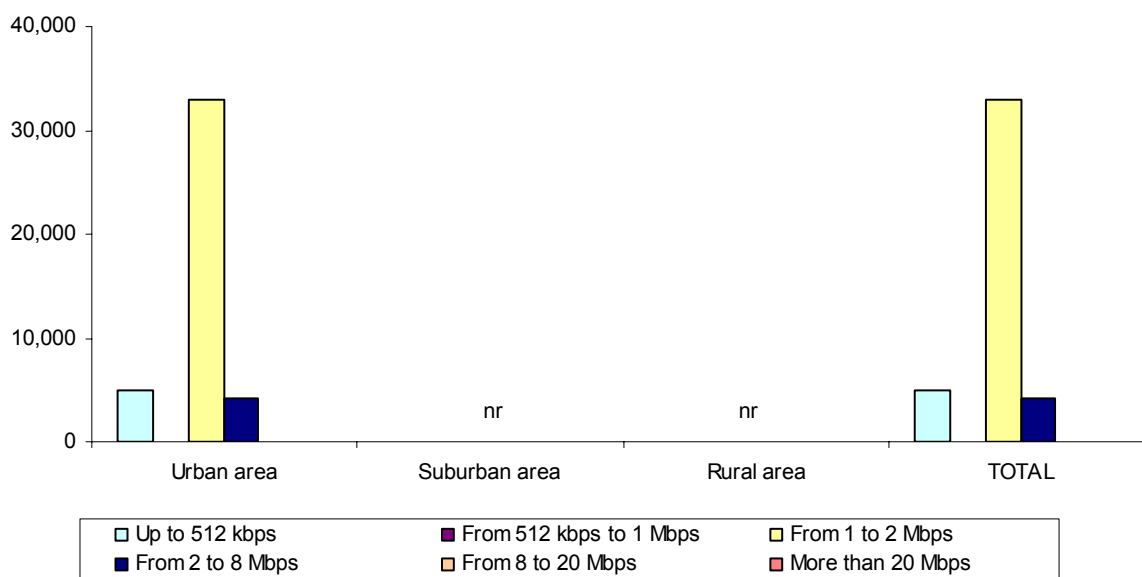 40,000
30,000
20,000
10,000
0
nr
nr
Urban area
Suburban area
Rural area
TOTAL
Up to 512 kbps
From 512 kbps to 1 Mbps
From 1 to 2 Mbps
From 2 to 8 Mbps
From 8 to 20 Mbps
More than 20 Mbps